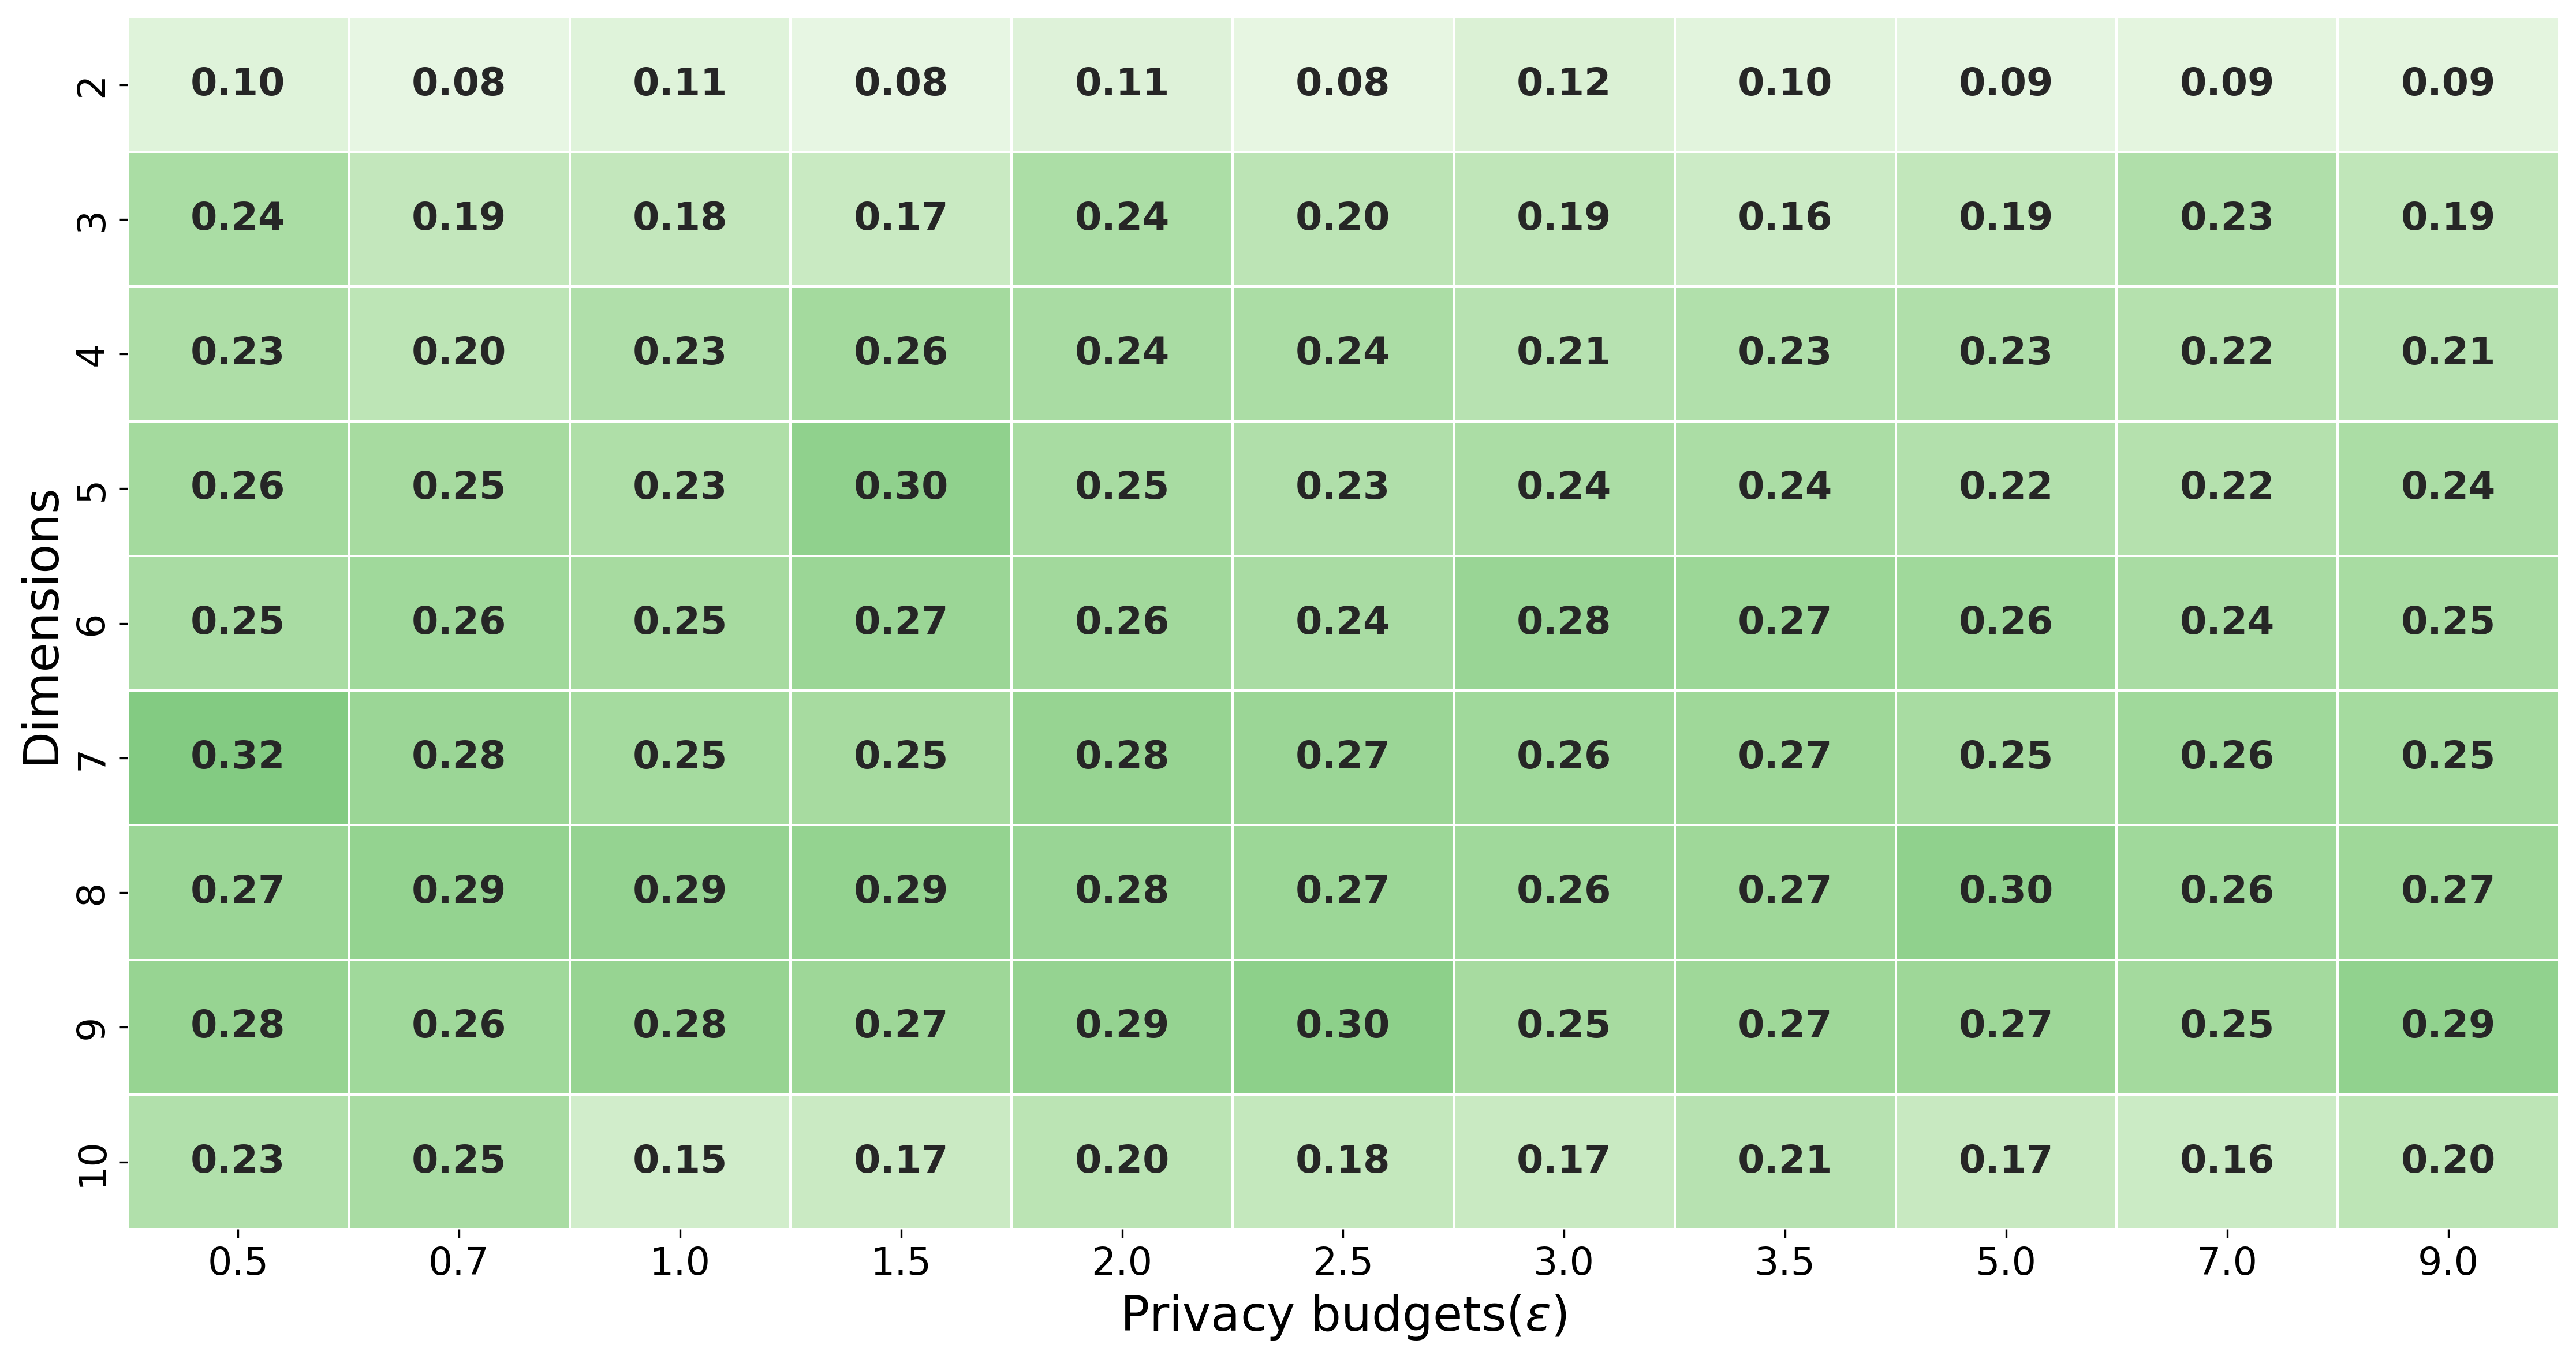 2 0.10 0.08 0.11 0.08 0.11 0.08 0.12 0.10 0.09 0.09 0.09
3 0.24 0.19 0.18 0.17 0.24 0.20 0.19 0.16 0.19 0.23 0.19
4 0.23 0.20 0.23 0.26 0.24 0.24 0.21 0.23 0.23 0.22 0.21
5 0.26 0.25 0.23 0.30 0.25 0.23 0.24 0.24 0.22 0.22 0.24
6 0.25 0.26 0.25 0.27 0.26 0.24 0.28 0.27 0.26 0.24 0.25
7 0.32 0.28 0.25 0.25 0.28 0.27 0.26 0.27 0.25 0.26 0.25
8 0.27 0.29 0.29 0.29 0.28 0.27 0.26 0.27 0.30 0.26 0.27
9 0.28 0.26 0.28 0.27 0.29 0.30 0.25 0.27 0.27 0.25 0.29
10 0.23 0.25 0.15 0.17 0.20 0.18 0.17 0.21 0.17 0.16 0.20
0.5 0.7 1.0 1.5 2.0 2.5 3.0 3.5 5.0 7.0 9.0
Dimensions
Privacy budgets(ε)